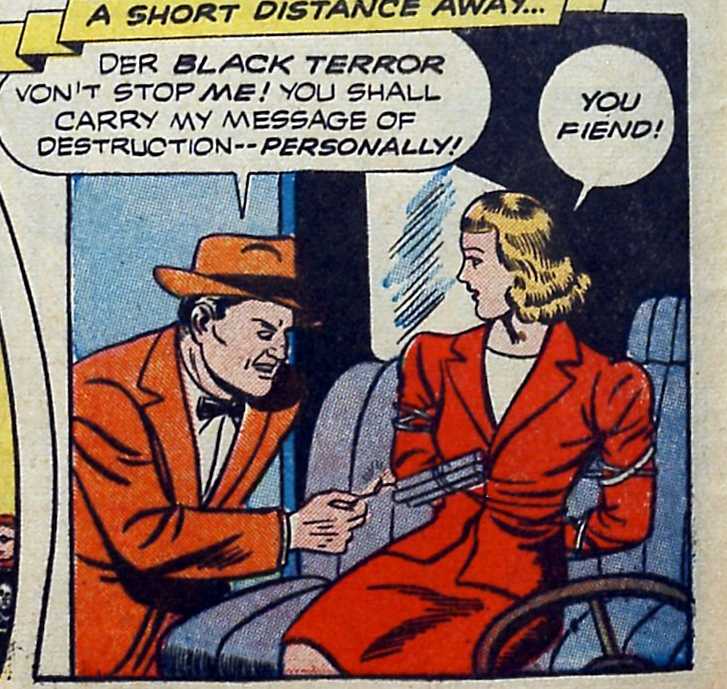 A SHORT DISTANCE AWAY...
DER BLACK TERROR
VON'T STOP ME! YOU SHALL
CARRY MY MESSAGE OF
DESTRUCTION--PERSONALLY!
YOU
FIEND!